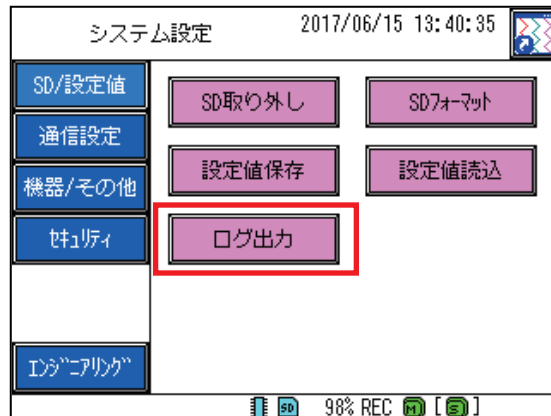 システム設定
2017/06/15 13:40:35
SD/設定値
通信設定
機器/その他
ｾｷｭﾘﾃｨ
ｴﾝｼﾞﾆｱﾘﾝｸﾞ
SD取り外し
SDﾌｫｰﾏｯﾄ
設定値保存
設定値読込
ログ出力
SD 98% REC M [S]